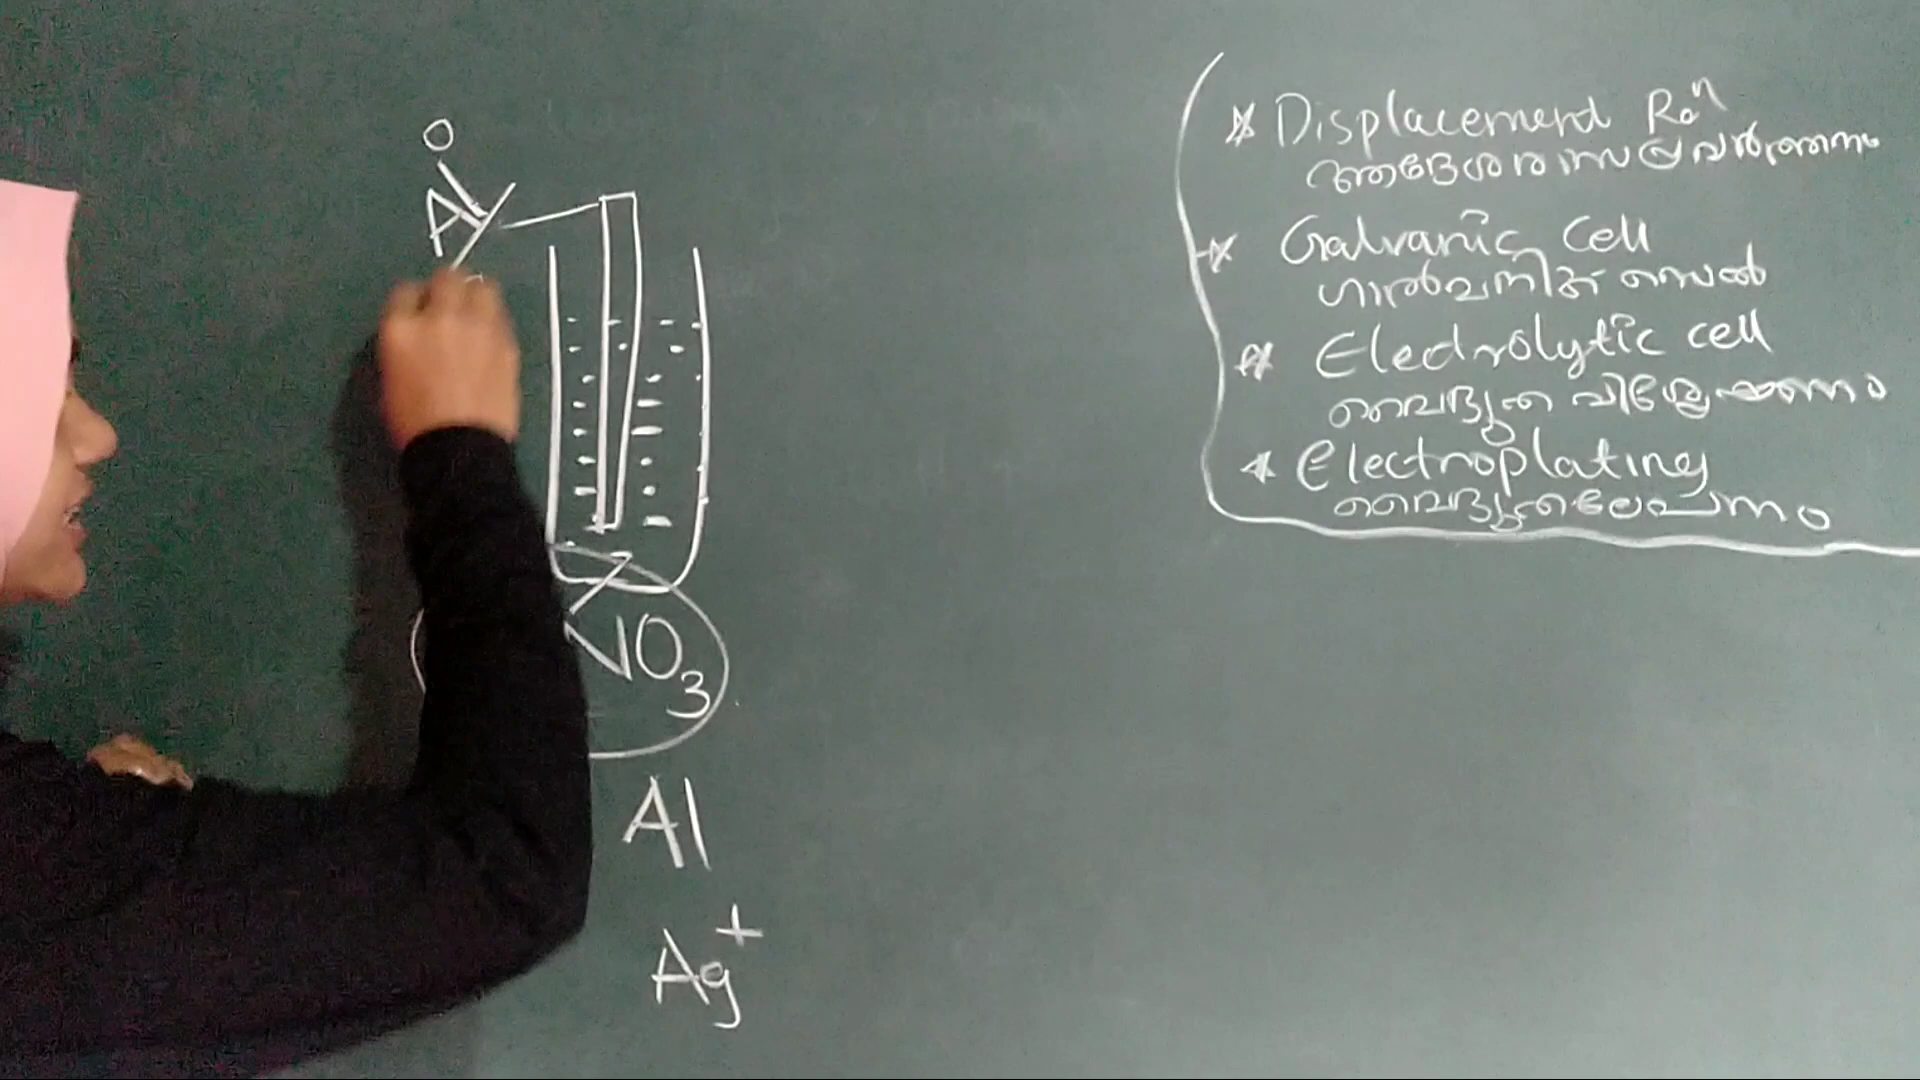 O
Al
NO3
Al
Ag+
* Displacement Ro^n
ആദേശരാസപ്രവർത്തനം
* Galvanic Cell
ഗാൽവനിക് സെൽ
* Electrolytic cell
വൈദ്യുത വിശ്ലേഷണം
* Electroplating
വൈദ്യുതലേപനം